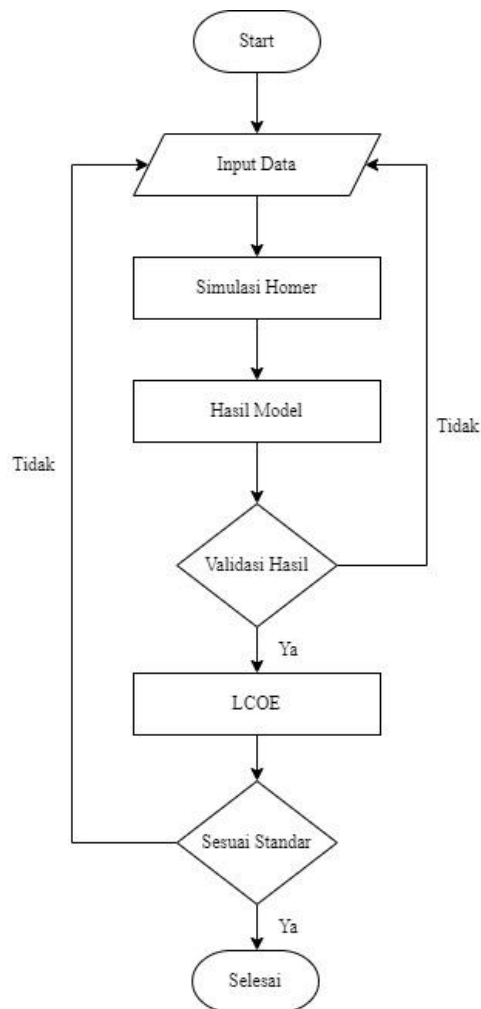 Start
Input Data
Simulasi Homer
Hasil Model
Tidak
Tidak
Validasi Hasil
Ya
LCOE
Sesuai Standar
Ya
Selesai